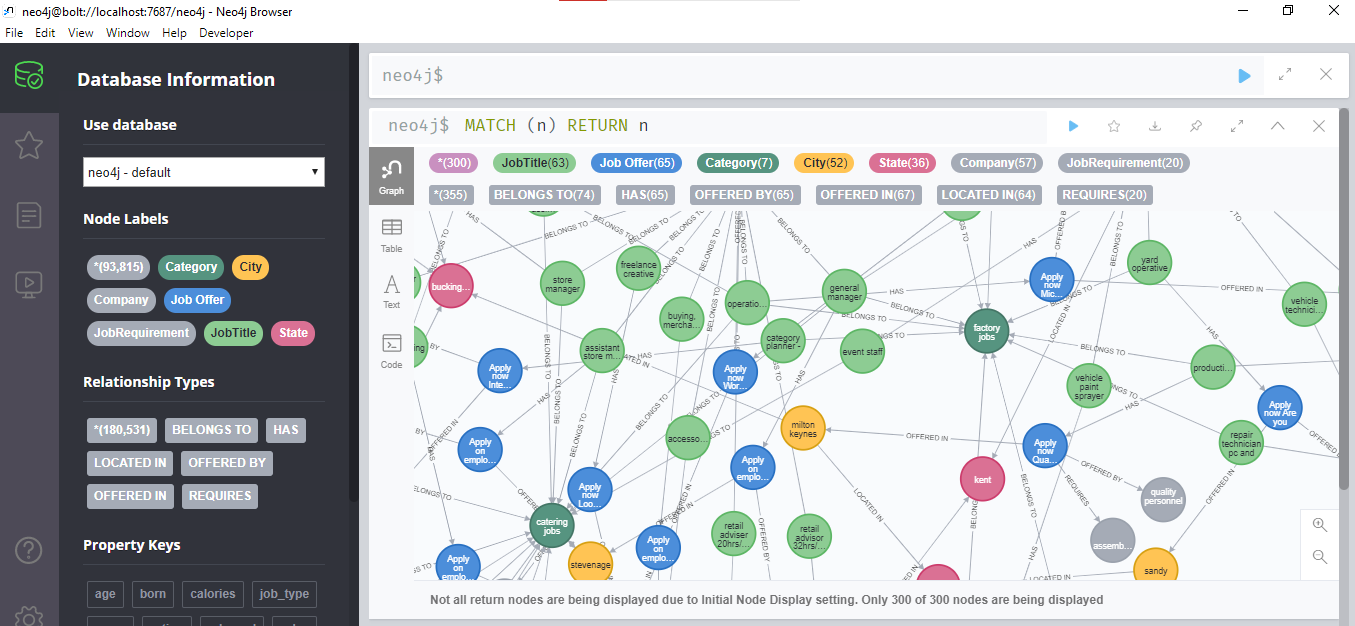 neo4j@bolt://localhost:7687/neo4j - Neo4j Browser
File Edit View Window Help Developer
Database Information
Use database
neo4j - default
Node Labels
*(93,815) Category City
Company Job Offer
JobRequirement JobTitle State
Relationship Types
*(180,531) BELONGS TO HAS
LOCATED IN OFFERED BY
OFFERED IN REQUIRES
Property Keys
age born calories job_type
neo4j$
neo4j$ MATCH (n) RETURN n
*(300) JobTitle(63) Job Offer(65) Category(7) City(52) State(36) Company(57) JobRequirement(20)
*(355) BELONGS TO(74) HAS(65) OFFERED BY(65) OFFERED IN(67) LOCATED IN(64) REQUIRES(20)
Graph
Table
Text
Code
bucking...
store
manager
freelance
creative
buying,
mercha...
operatio...
general
manager
category
planner -
event staff
Apply
now
Mic...
yard
operative
vehicle
technici...
factory
jobs
assistant
store m...
Apply
now
Inte...
Apply
now
Wor...
vehicle
paint
sprayer
producti...
Apply
now Are
you
milton
keynes
accesso...
Apply
on
emplo...
Apply
on
emplo...
Apply
now
Qua...
repair
technician
pc and
kent
Apply
now
Loo...
quality
personnel
catering
jobs
retail
adviser
20hrs/...
retail
advisor
32hrs/...
assemb...
Apply
on
emplo...
stevenage
Apply
on
emplo...
sandy
HAS
BELONGS TO
OFFERED IN
LOCATED IN
OFFERED BY
REQUIRES
Not all return nodes are being displayed due to Initial Node Display setting. Only 300 of 300 nodes are being displayed